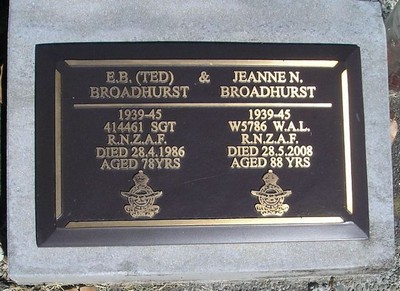 E.B. (TED) & JEANNE N.
BROADHURST BROADHURST
1939-45
414461 SGT
R.N.Z.A.F.
DIED 28.4.1986
AGED 78YRS
1939-45
W5786 W.A.L.
R.N.Z.A.F.
DIED 28.5.2008
AGED 88 YRS